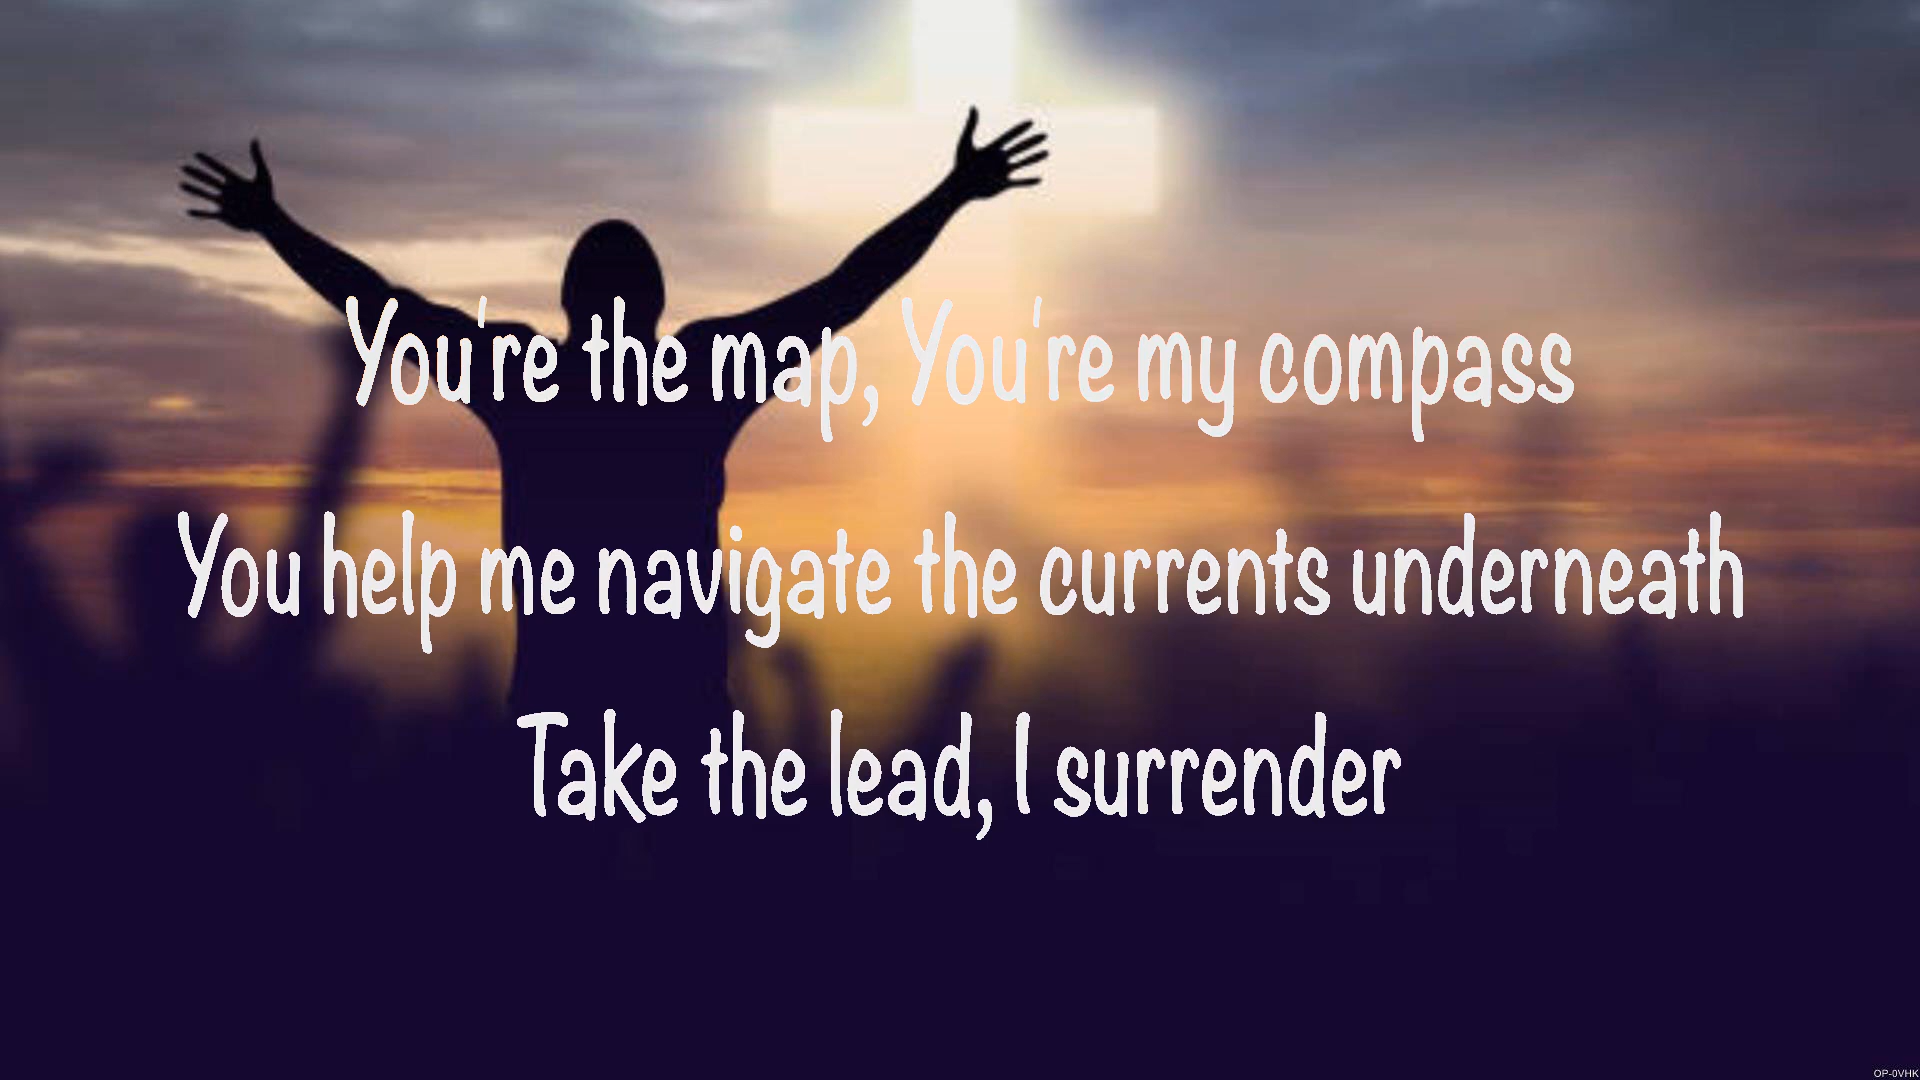 You're the map, You're my compass
You help me navigate the currents underneath
Take the lead, I surrender
OP-0VHK